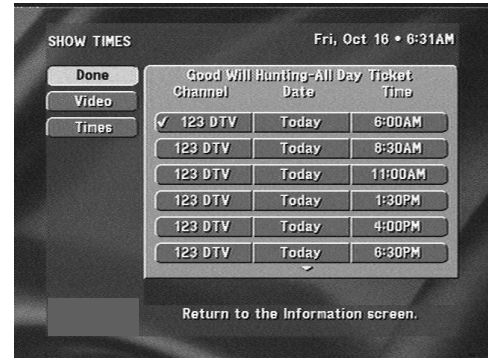 SHOW TIMES
Fri, Oct 16 • 6:31AM
Done
Video
Times
Good Will Hunting-All Day Ticket
Channel Date Time
✓ 123 DTV Today 6:00AM
123 DTV Today 8:30AM
123 DTV Today 11:00AM
123 DTV Today 1:30PM
123 DTV Today 4:00PM
123 DTV Today 6:30PM
Return to the Information screen.